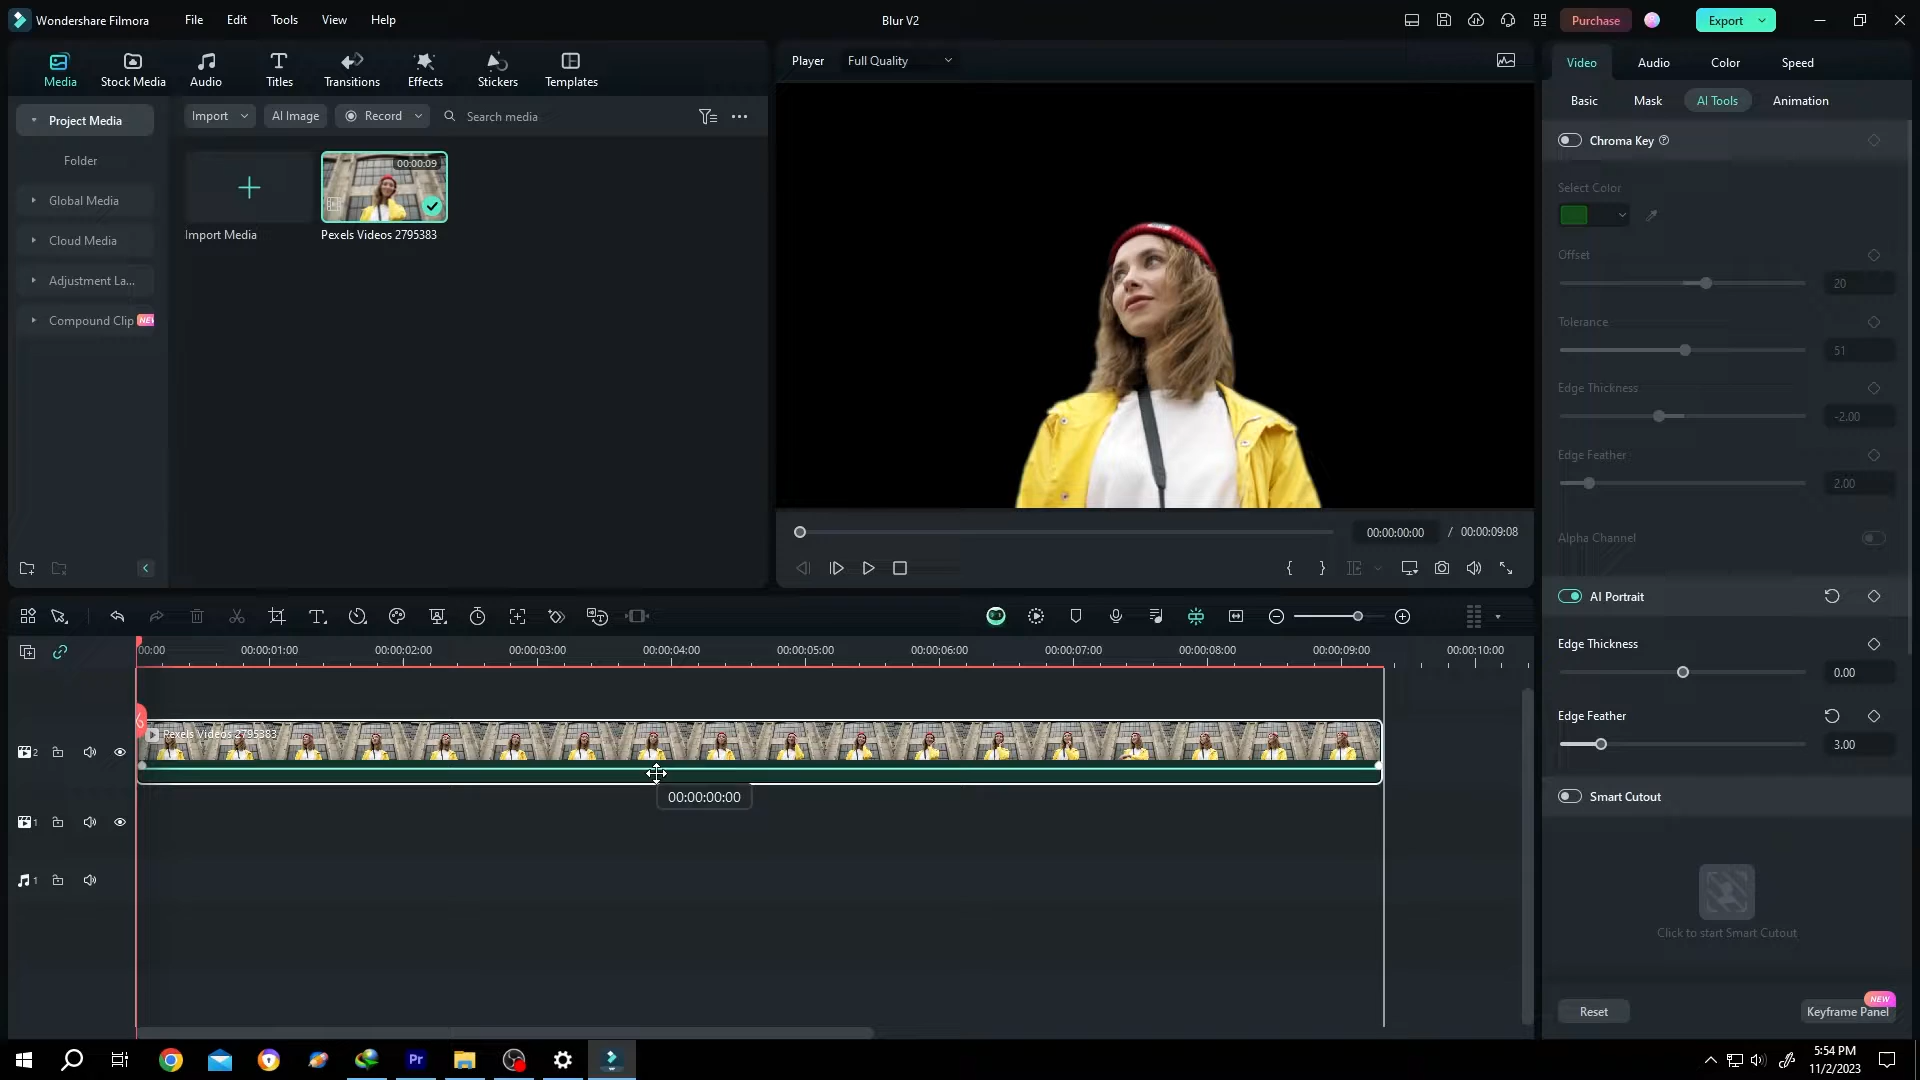 Wondershare Filmora File Edit Tools View Help Blur V2 Purchase Export
Media Stock Media Audio Titles Transitions Effects Stickers Templates
Player Full Quality
Video Audio Color Speed
Basic Mask AI Tools Animation
Project Media
Folder
Global Media
Cloud Media
Adjustment La...
Compound Clip NEW
Import AI Image Record Search media
00:00:09
Import Media Pexels Videos 2795383
00:00:00:00 / 00:00:09:08
Chroma Key
Select Color
Offset
20
Tolerance
51
Edge Thickness
-2.00
Edge Feather
2.00
Alpha Channel
AI Portrait
Edge Thickness
0.00
Edge Feather
3.00
Smart Cutout
Click to start Smart Cutout
Reset Keyframe Panel NEW
00:00 00:00:01:00 00:00:02:00 00:00:03:00 00:00:04:00 00:00:05:00 00:00:06:00 00:00:07:00 00:00:08:00 00:00:09:00 00:00:10:00
Pexels Videos 2795383
2
00:00:00:00
1
1
Pr
5:54 PM
11/2/2023